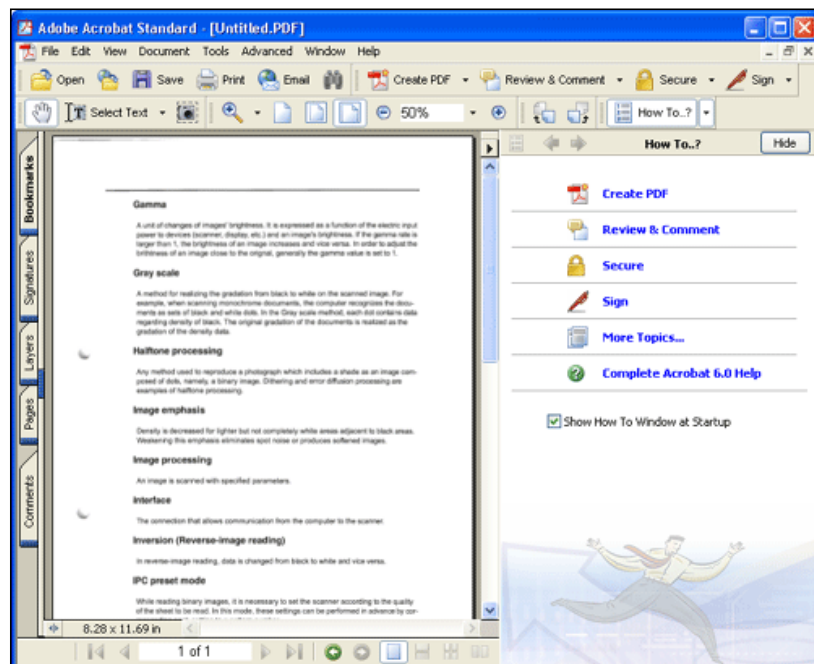 Adobe Acrobat Standard - [Untitled.PDF]
File Edit View Document Tools Advanced Window Help
Open Save Print Email Create PDF Review & Comment Secure Sign
Select Text 50% How To..?
How To..? Hide
Bookmarks
Signatures
Layers
Pages
Comments
Gamma
A unit of changes of images' brightness. It is expressed as a function of the electric input
power to devices (scanner, display, etc.) and an image's brightness. If the gamma rate is
larger than 1, the brightness of an image increases and vice versa. In order to adjust the
brithtness of an image close to the orignal, generally the gamma value is set to 1.
Gray scale
A method for realizing the gradation from black to white on the scanned image. For
example, when scanning monochrome documents, the computer recognizes the docu-
ments as sets of black and white dots. In the Gray scale method, each dot contains data
regarding density of black. The original gradation of the documents is realized as the
gradation of the density data.
Halftone processing
Any method used to reproduce a photograph which includes a shade as an image com-
posed of dots, namely, a binary image. Dithering and error diffusion processing are
examples of halftone processing.
Image emphasis
Density is decreased for lighter but not completely white areas adjacent to black areas.
Weakening this emphasis eliminates spot noise or produces softened images.
Image processing
An image is scanned with specified parameters.
Interface
The connection that allows communication from the computer to the scanner.
Inversion (Reverse-image reading)
In reverse-image reading, data is changed from black to white and vice versa.
IPC preset mode
While reading binary images, it is necessary to set the scanner according to the quality
of the sheet to be read. In this mode, these settings can be performed in advance by cor-
8.28 x 11.69 in
1 of 1
Create PDF
Review & Comment
Secure
Sign
More Topics...
Complete Acrobat 6.0 Help
Show How To Window at Startup